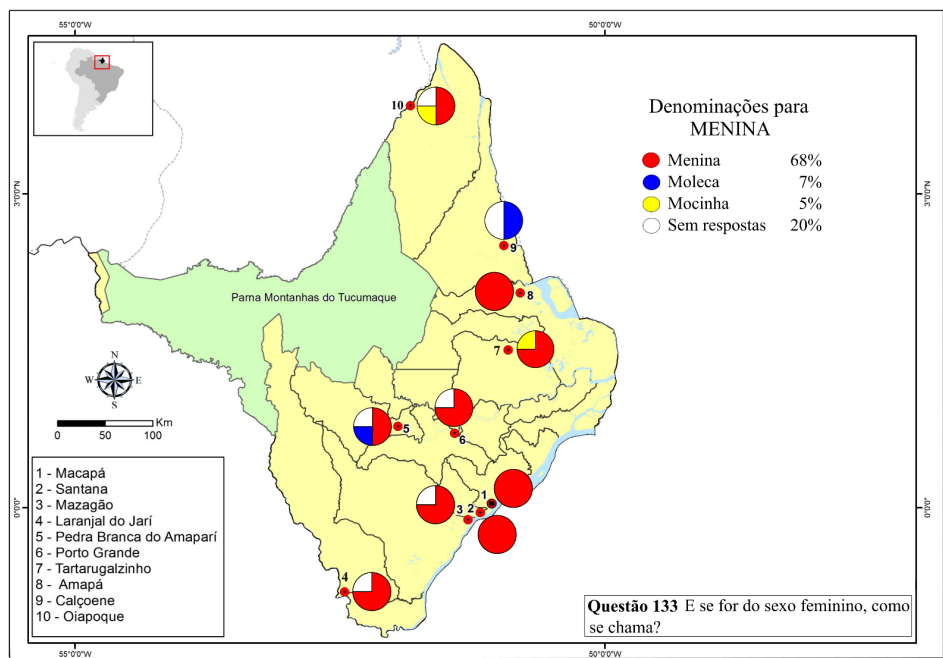 55°0'0"W
50°0'0"W
Denominações para
MENINA
Menina 68%
Moleca 7%
Mocinha 5%
Sem respostas 20%
3°0'0"N
3°0'0"N
10
9
8
Parna Montanhas do Tucumaque
7
N
W E
S
0 50 100 Km
5
6
1
2
3
4
0°0'0"
0°0'0"
1 - Macapá
2 - Santana
3 - Mazagão
4 - Laranjal do Jarí
5 - Pedra Branca do Amaparí
6 - Porto Grande
7 - Tartarugalzinho
8 - Amapá
9 - Calçoene
10 - Oiapoque
Questão 133 E se for do sexo feminino, como
se chama?
55°0'0"W
50°0'0"W